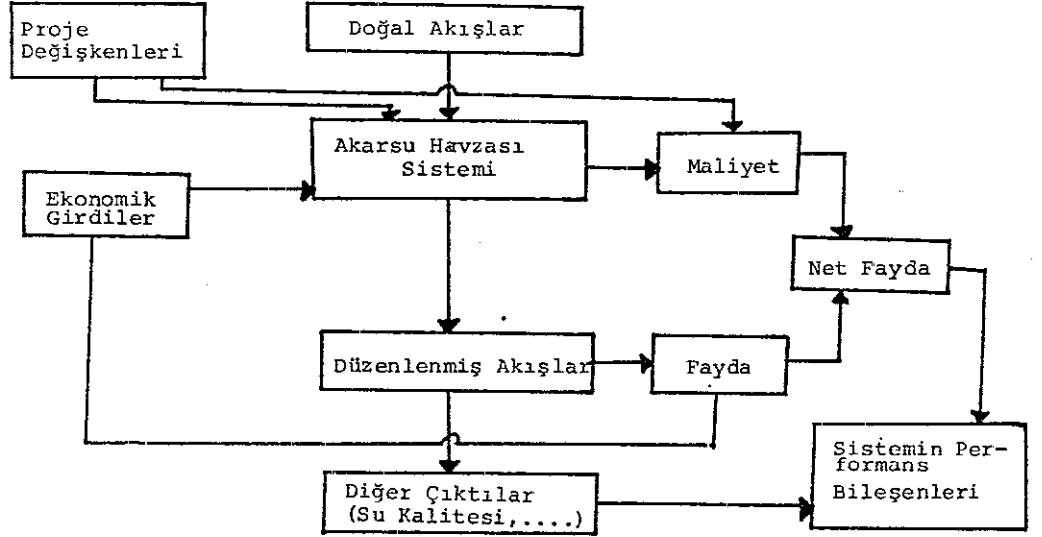 Proje
Değişkenleri
Doğal Akışlar
Akarsu Havzası
Sistemi
Maliyet
Ekonomik
Girdiler
Net Fayda
Düzenlenmiş Akışlar
Fayda
Sistemin Per-
formans
Bileşenleri
Diğer Çıktılar
(Su Kalitesi,....)